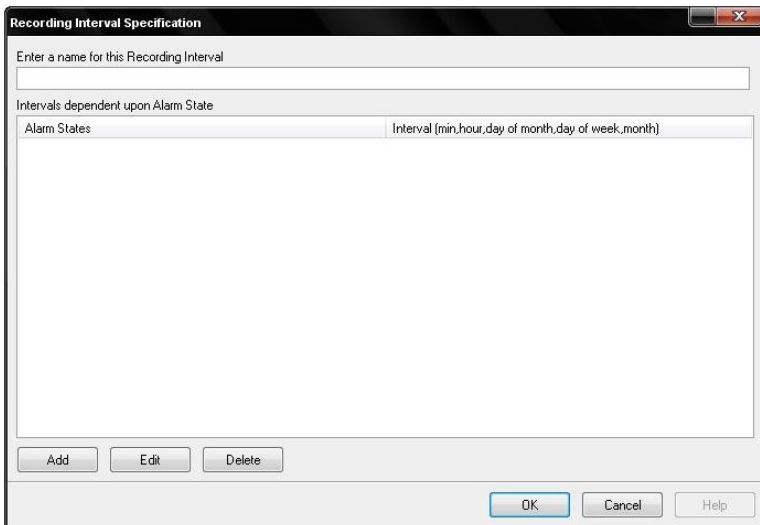 Recording Interval Specification
Enter a name for this Recording Interval
Intervals dependent upon Alarm State
Alarm States Interval (min,hour,day of month,day of week,month)
Add Edit Delete
OK Cancel Help